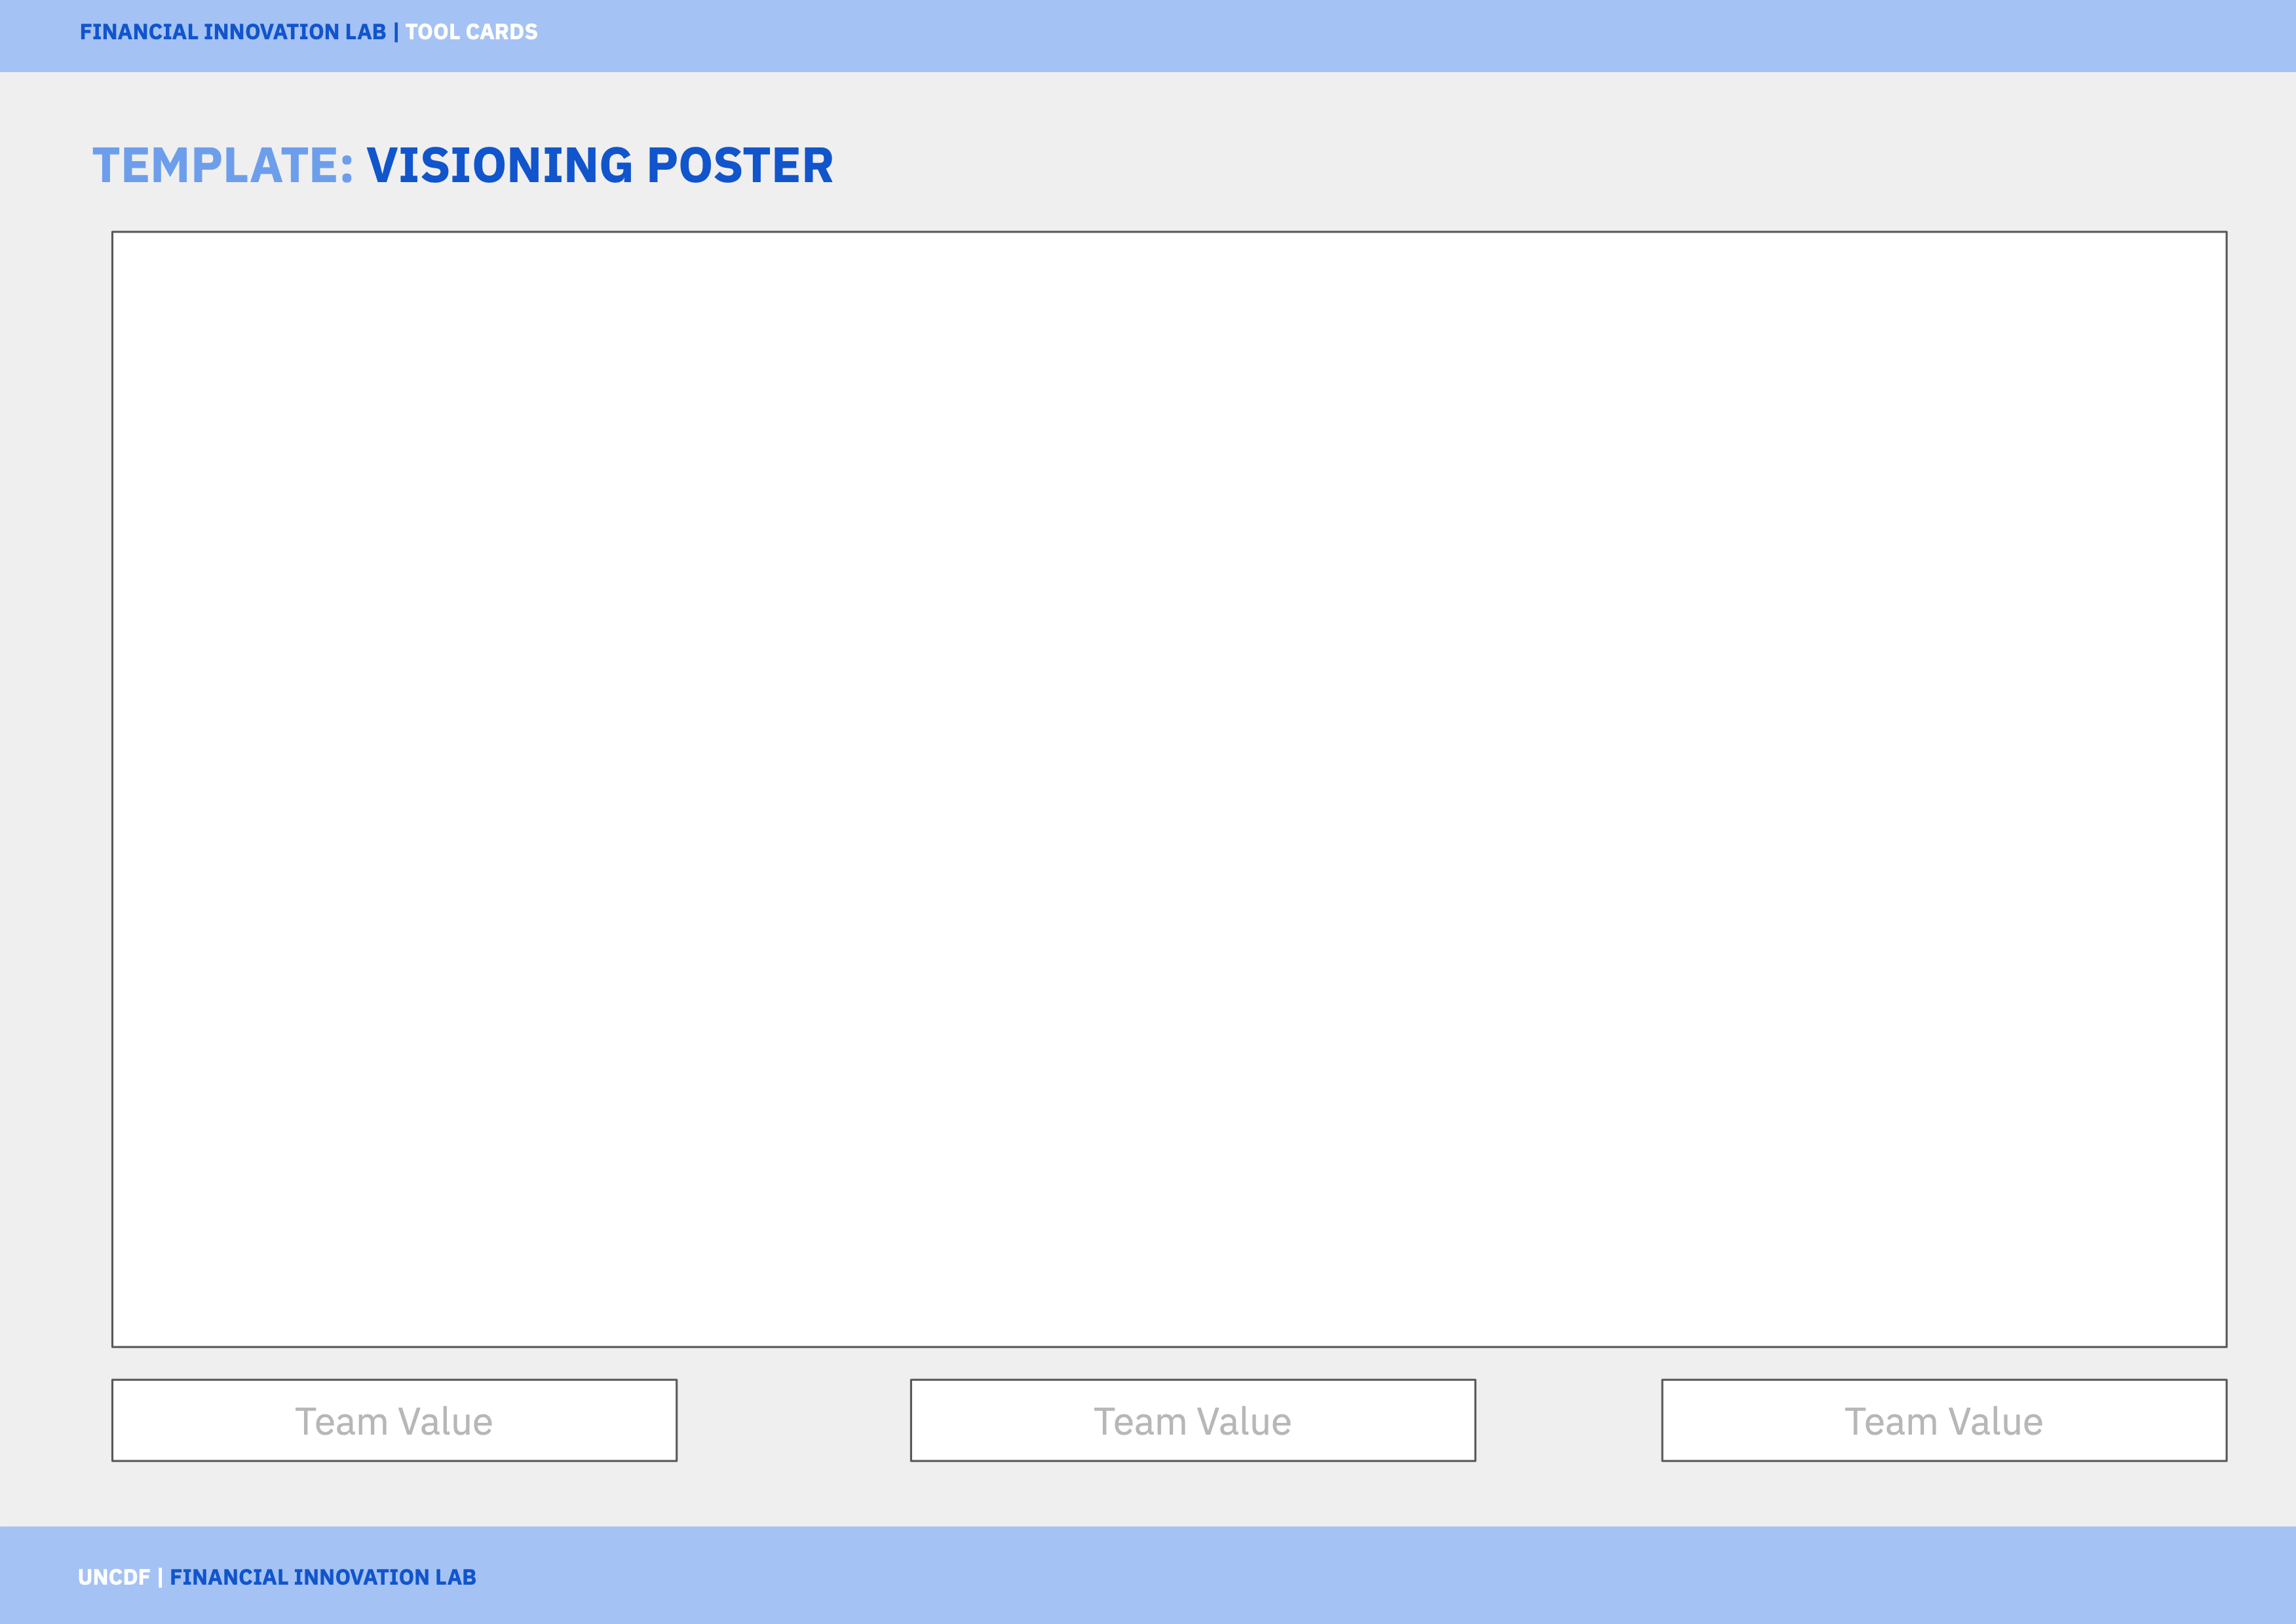 FINANCIAL INNOVATION LAB | TOOL CARDS
TEMPLATE: VISIONING POSTER
Team Value
Team Value
Team Value
UNCDF | FINANCIAL INNOVATION LAB